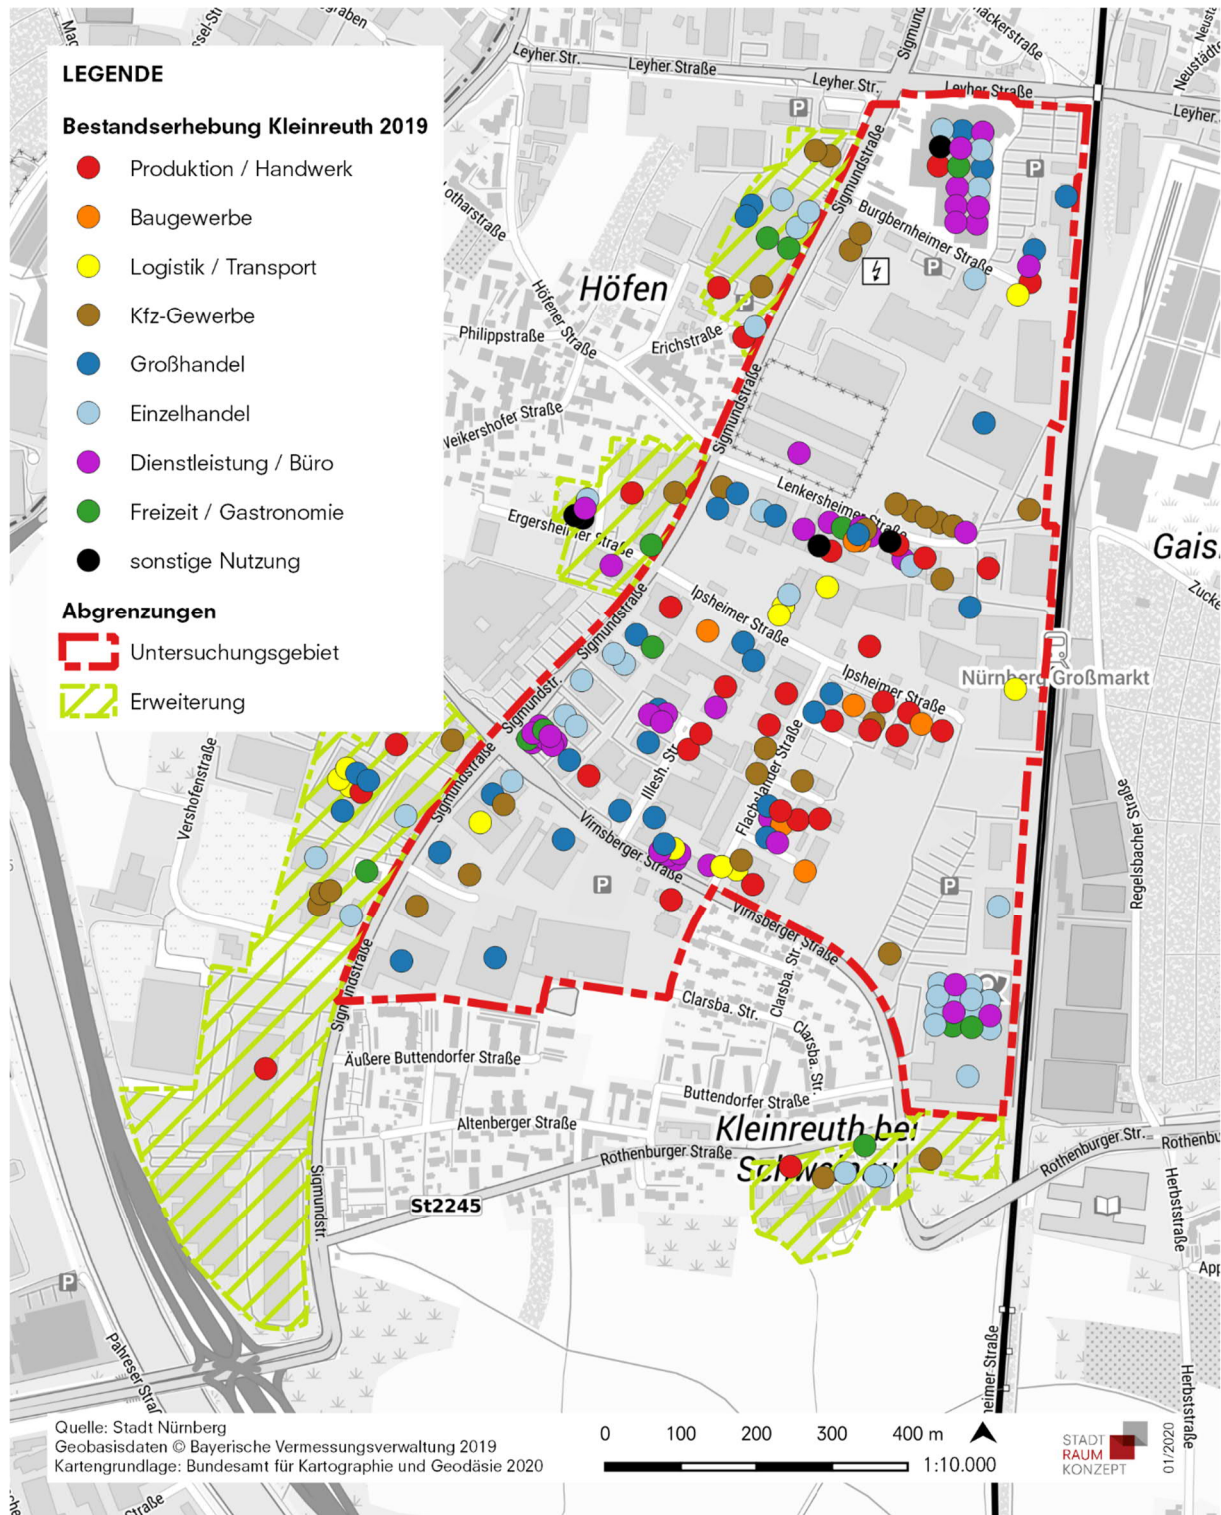 LEGENDE
Bestandserhebung Kleinreuth 2019
Produktion / Handwerk
Baugewerbe
Logistik / Transport
Kfz-Gewerbe
Großhandel
Einzelhandel
Dienstleistung / Büro
Freizeit / Gastronomie
sonstige Nutzung
Abgrenzungen
Untersuchungsgebiet
Erweiterung
Leyher Str.
Leyher Straße
Leyher Str.
Leyher Straße
Leyher
Sigmundstraße
Burgbernheimer Straße
P
P
P
P
Höfen
Höfener Straße
Philippstraße
Erichstraße
Sigmundstraße
Lenkersheimer Straße
Ergersheimer Straße
Sigmundstraße
Ipsheimer Straße
Ipsheimer Straße
Nürnberg Großmarkt
Sigmundstr.
Sigmundstraße
Vershofenstraße
Illesh. Str.
Virnsberger Straße
Virnsberger Straße
Regelsbacher Straße
P
P
Clarsba. Str.
Clarsba. Str.
Clarsba. Str.
Sigmundstraße
Äußere Buttendorfer Straße
Buttendorfer Straße
Altenberger Straße
Kleinreuth bei
Rothenburger Straße
Rothenburger Str.
St2245
Sigmundstr.
Herbststraße
Herbststraße
P
Quelle: Stadt Nürnberg
Geobasisdaten © Bayerische Vermessungsverwaltung 2019
Kartengrundlage: Bundesamt für Kartographie und Geodäsie 2020
0 100 200 300 400 m
1:10.000
STADT
RAUM
KONZEPT
01/2020